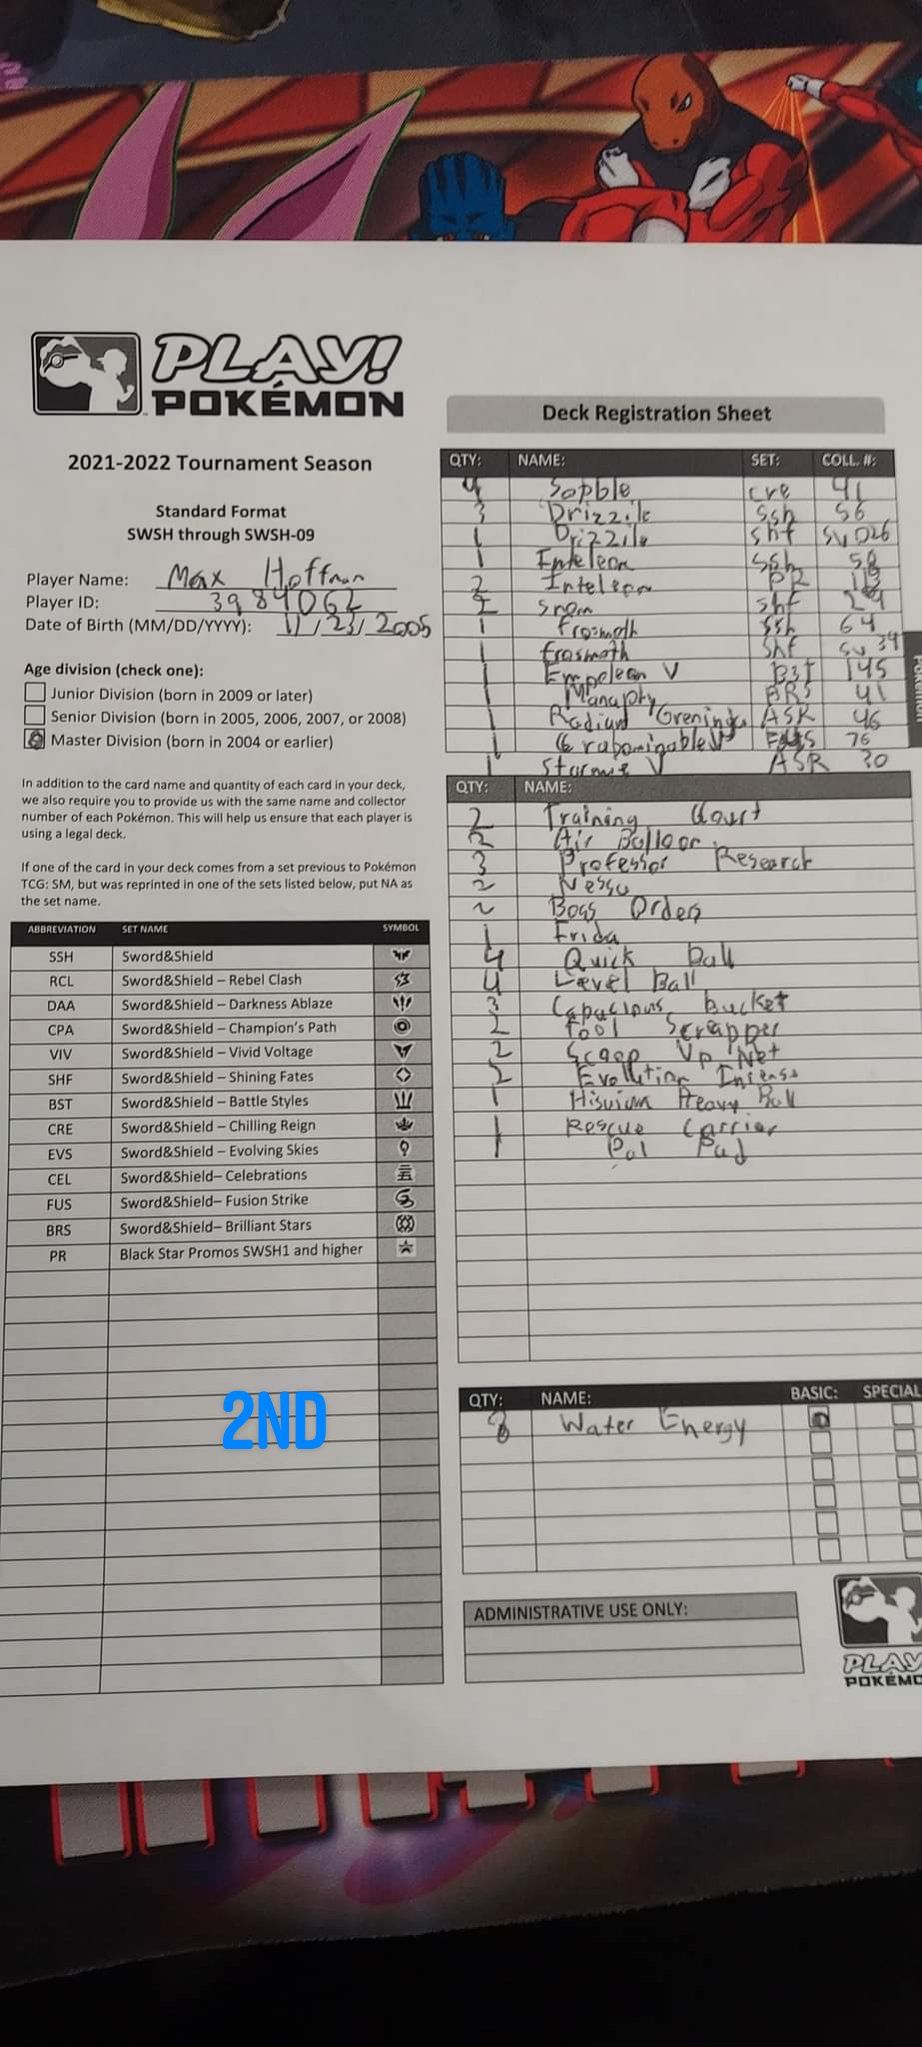 PLAY!
POKÉMON
2021-2022 Tournament Season
Standard Format
SWSH through SWSH-09
Player Name: Max Hoffman
Player ID: 3984062
Date of Birth (MM/DD/YYYY): 11/23/2005
Age division (check one):
Junior Division (born in 2009 or later)
Senior Division (born in 2005, 2006, 2007, or 2008)
Master Division (born in 2004 or earlier)
In addition to the card name and quantity of each card in your deck,
we also require you to provide us with the same name and collector
number of each Pokémon. This will help us ensure that each player is
using a legal deck.
If one of the card in your deck comes from a set previous to Pokémon
TCG: SM, but was reprinted in one of the sets listed below, put NA as
the set name.
ABBREVIATION SET NAME SYMBOL
SSH Sword&Shield
RCL Sword&Shield – Rebel Clash
DAA Sword&Shield – Darkness Ablaze
CPA Sword&Shield – Champion's Path
VIV Sword&Shield – Vivid Voltage
SHF Sword&Shield – Shining Fates
BST Sword&Shield – Battle Styles
CRE Sword&Shield – Chilling Reign
EVS Sword&Shield – Evolving Skies
CEL Sword&Shield– Celebrations
FUS Sword&Shield – Fusion Strike
BRS Sword&Shield– Brilliant Stars
PR Black Star Promos SWSH1 and higher
2ND
Deck Registration Sheet
QTY: NAME: SET: COLL. #:
4 Sobble cre 41
3 Drizzile ssh 56
1 Drizzile shf sv026
1 Inteleon ssh 58
2 Inteleon PR
2 Snom shf 29
1 Frosmoth ssh 64
1 Frosmoth shf sv 34
1 Empoleon V BST 145
1 Manaphy BRS 41
1 Radiant Greninja ASR 46
1 Crabominable V FUS 76
1 Starmie V ASR 30
QTY: NAME:
2 Training Court
2 Air Balloon
3 Professor Research
2 Nessa
2 Boss Orders
1 Irida
4 Quick Ball
4 Level Ball
3 Capacious Bucket
2 Tool Scrapper
2 Scoop Up Net
2 Evolution Incense
1 Hisuian Heavy Ball
1 Rescue Carrier
1 Pal Pad
QTY: NAME: BASIC: SPECIAL
8 Water Energy
ADMINISTRATIVE USE ONLY:
PLAY
POKÉMO